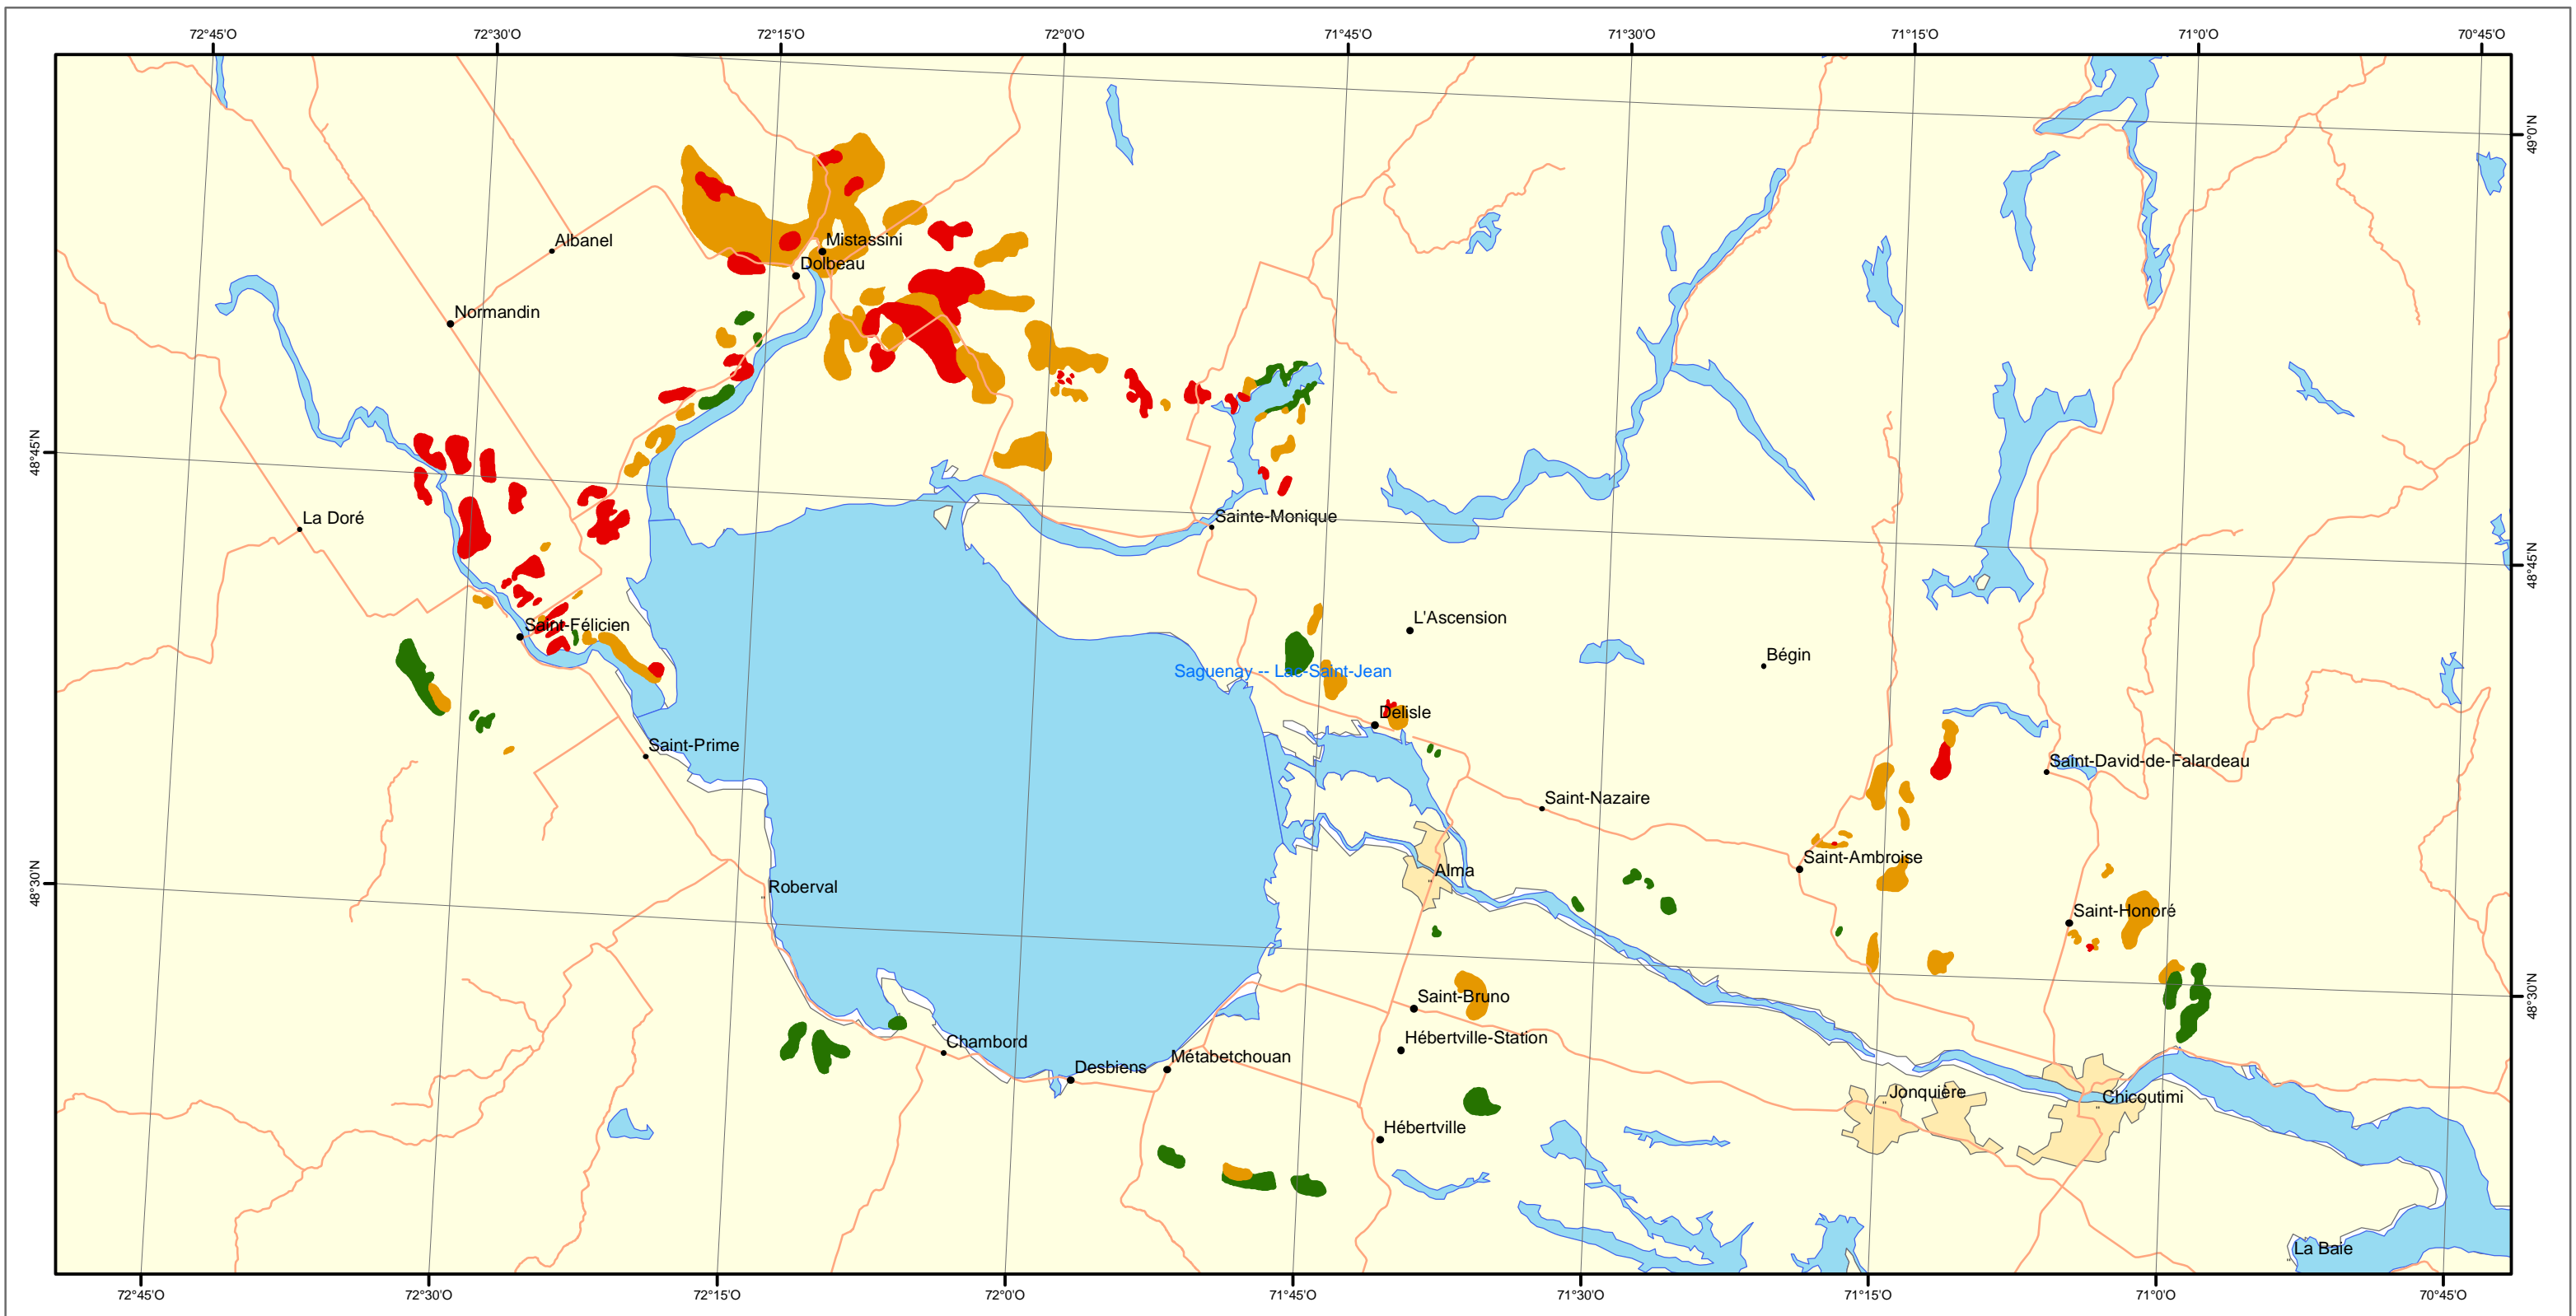 72°45'O
72°30'O
72°15'O
72°0'O
71°45'O
71°30'O
71°15'O
71°0'O
70°45'O
49°0'N
Albanel
Mistassini
Dolbeau
Normandin
48°45'N
La Doré
Sainte-Monique
48°45'N
L'Ascension
Saint-Félicien
Bégin
Saguenay -- Lac-Saint-Jean
Delisle
Saint-Prime
Saint-David-de-Falardeau
Saint-Nazaire
Saint-Ambroise
Alma
48°30'N
Roberval
Saint-Honoré
Saint-Bruno
48°30'N
Hébertville-Station
Chambord
Métabetchouan
Desbiens
Jonquière
Chicoutimi
Hébertville
La Baie
72°45'O
72°30'O
72°15'O
72°0'O
71°45'O
71°30'O
71°15'O
71°0'O
70°45'O